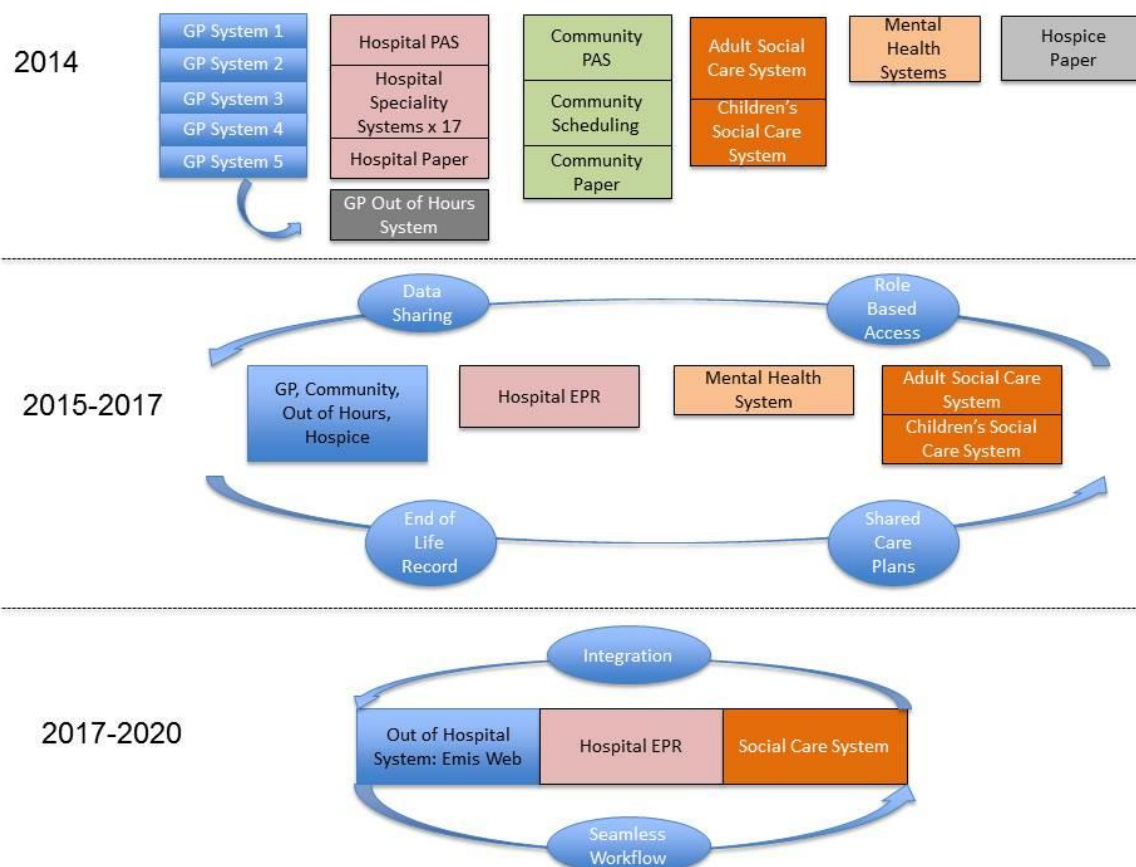 2014
GP System 1
GP System 2
GP System 3
GP System 4
GP System 5
Hospital PAS
Hospital
Speciality
Systems x 17
Hospital Paper
GP Out of Hours
System
Community
PAS
Community
Scheduling
Community
Paper
Adult Social
Care System
Children's
Social Care
System
Mental
Health
Systems
Hospice
Paper
2015-2017
Data
Sharing
Role
Based
Access
GP, Community,
Out of Hours,
Hospice
Hospital EPR
Mental Health
System
Adult Social Care
System
Children's Social
Care System
End of
Life
Record
Shared
Care
Plans
2017-2020
Integration
Out of Hospital
System: Emis Web
Hospital EPR
Social Care System
Seamless
Workflow